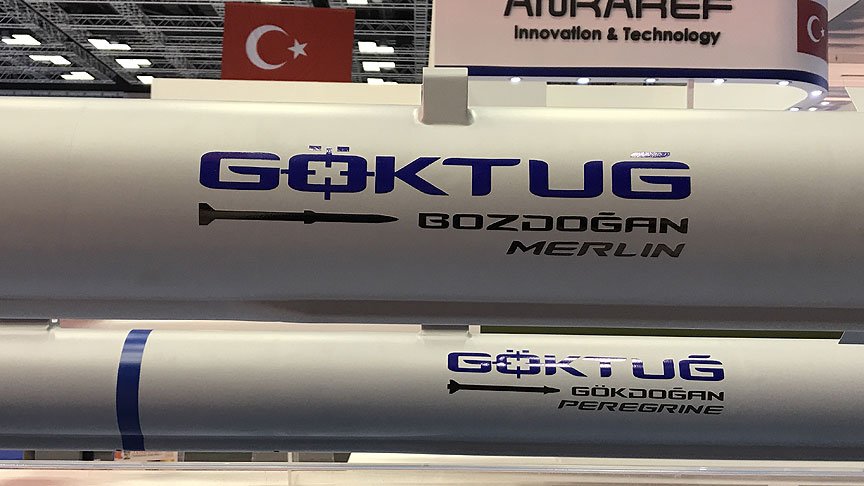 Innovation & Technology
GÖKTUĞ
BOZDOĞAN
MERLIN
GÖKTUĞ
GÖKDOĞAN
PEREGRINE